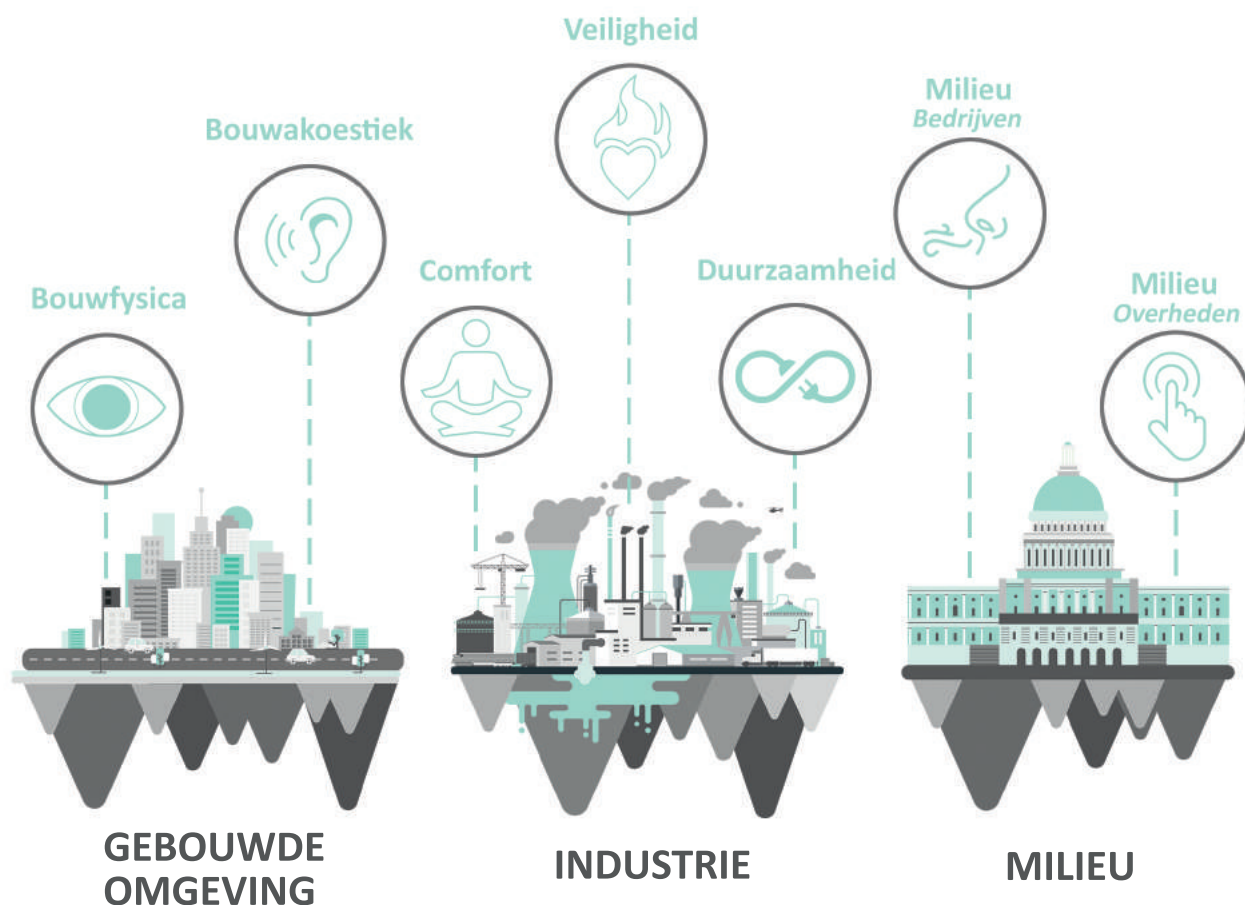 Veiligheid
Milieu
Bedrijven
Bouwakoestiek
Comfort
Duurzaamheid
Bouwfysica
Milieu
Overheden
GEBOUWDE
OMGEVING
INDUSTRIE
MILIEU